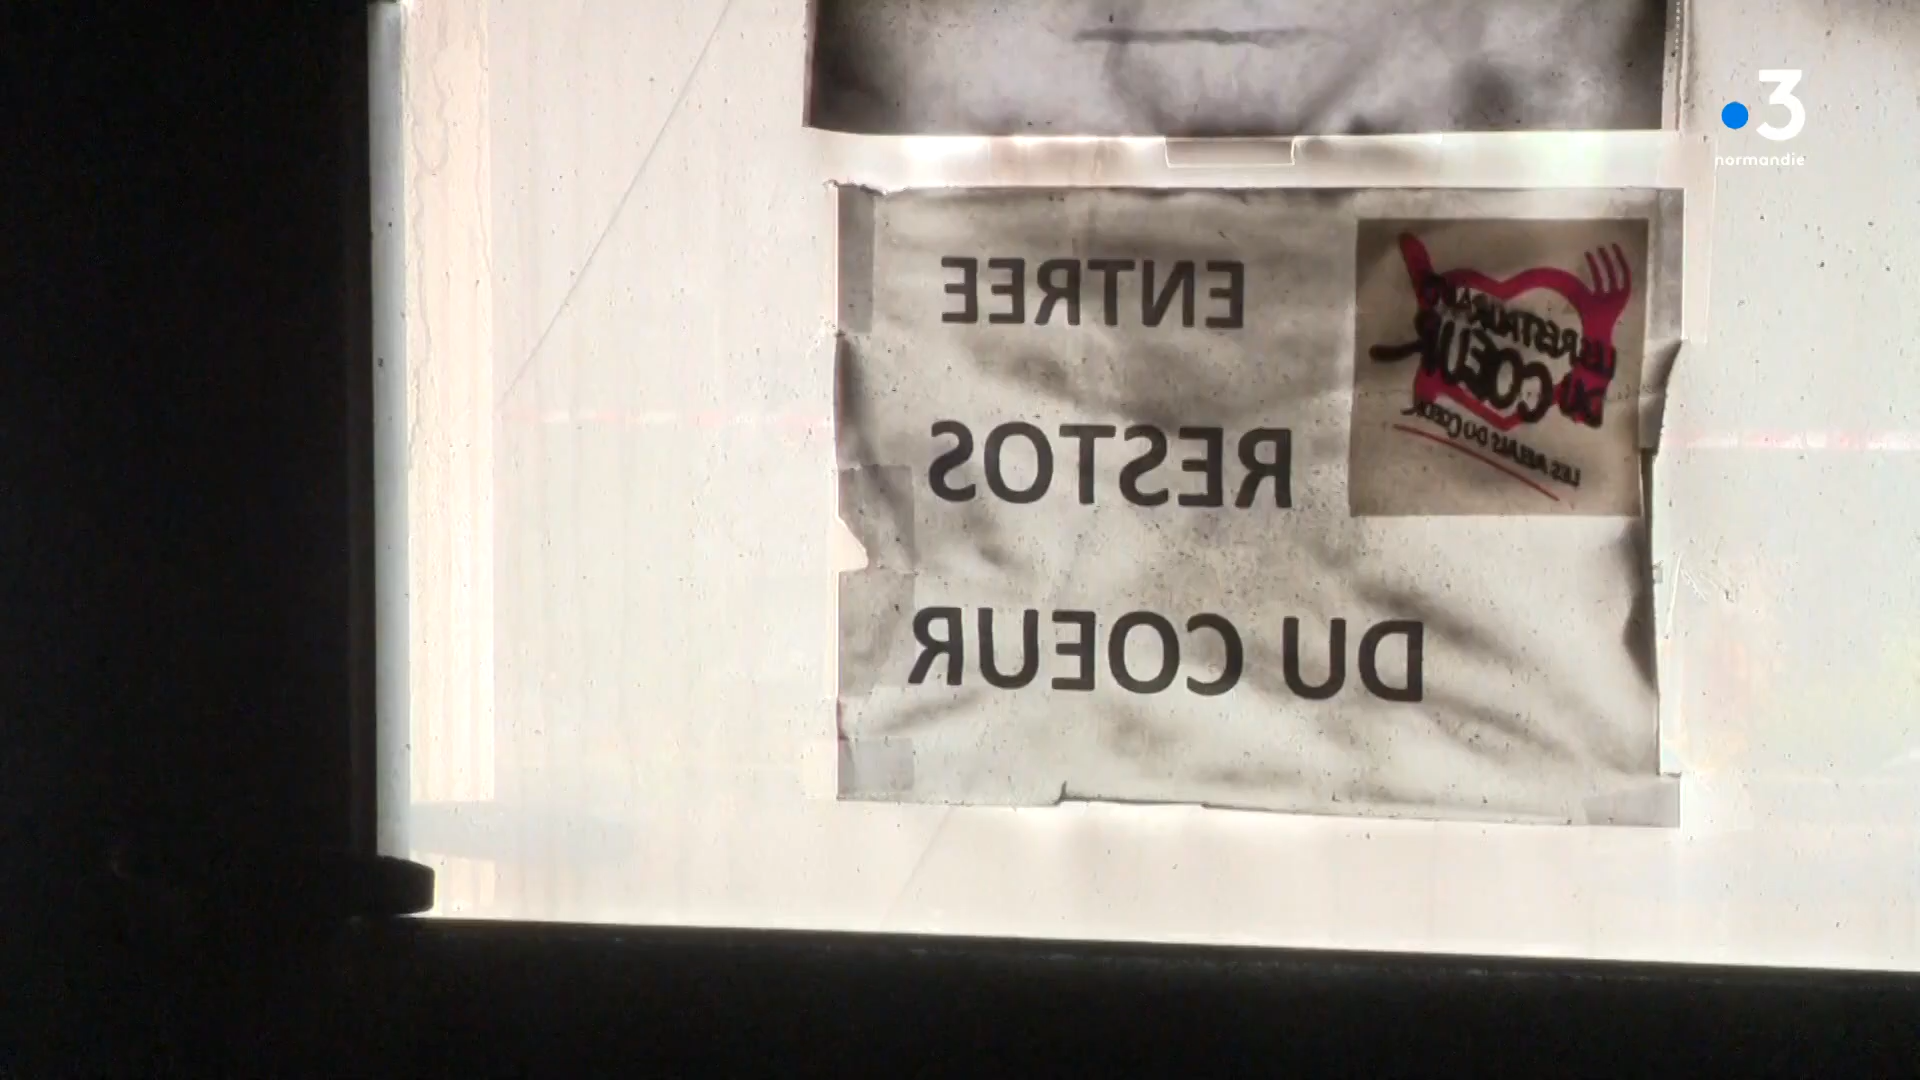 3
normandie
ENTREE
RESTOS
DU COEUR
LES RESTAURANTS
DU COEUR
LES RELAIS DU COEUR